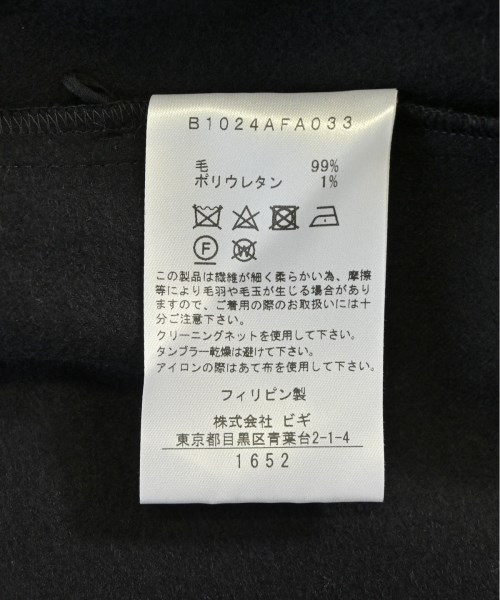 B1024AFA033
毛 99%
ポリウレタン 1%
F W
この製品は繊維が細く柔らかい為、摩擦
等により毛羽や毛玉が生じる場合があり
ますので、ご着用の際のお取扱いには十
分ご注意下さい。
クリーニングネットを使用して下さい。
タンブラー乾燥は避けて下さい。
アイロンの際はあて布を使用して下さい。
フィリピン製
株式会社 ビギ
東京都目黒区青葉台2-1-4
1652